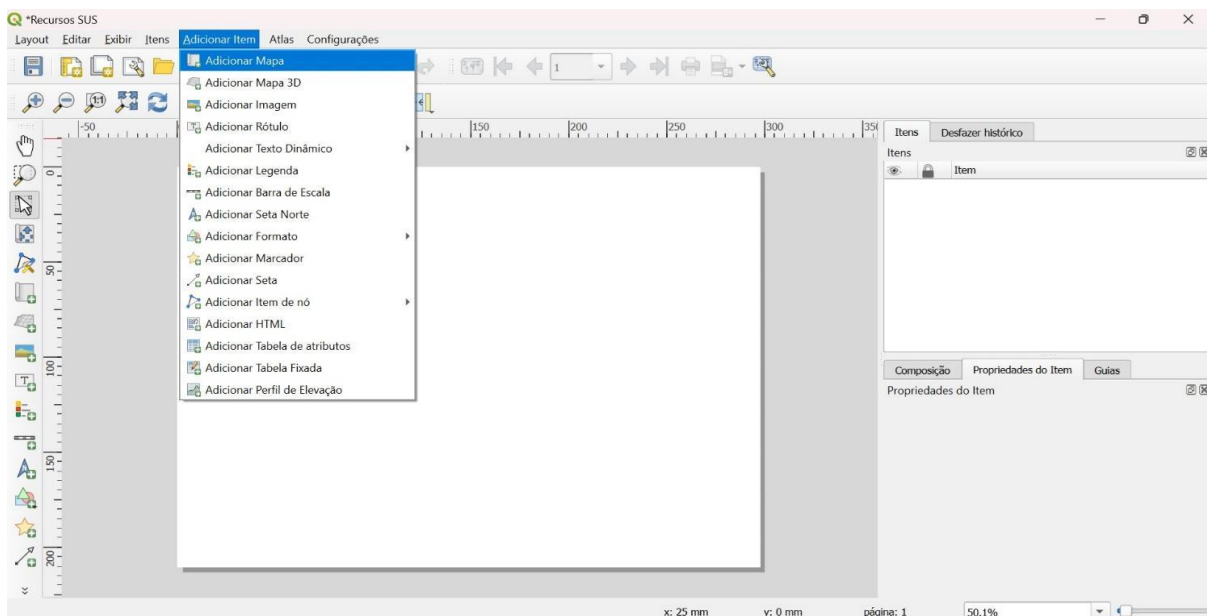 *Recursos SUS
Layout Editar Exibir Itens Adicionar Item Atlas Configurações
Adicionar Mapa
Adicionar Mapa 3D
Adicionar Imagem
Adicionar Rótulo
Adicionar Texto Dinâmico
Adicionar Legenda
Adicionar Barra de Escala
Adicionar Seta Norte
Adicionar Formato
Adicionar Marcador
Adicionar Seta
Adicionar Item de nó
Adicionar HTML
Adicionar Tabela de atributos
Adicionar Tabela Fixada
Adicionar Perfil de Elevação
1
-50 150 200 250 300 350
0
50
100
150
200
Itens Desfazer histórico
Itens
Item
Composição Propriedades do Item Guias
Propriedades do Item
x: 25 mm y: 0 mm página: 1 50.1%